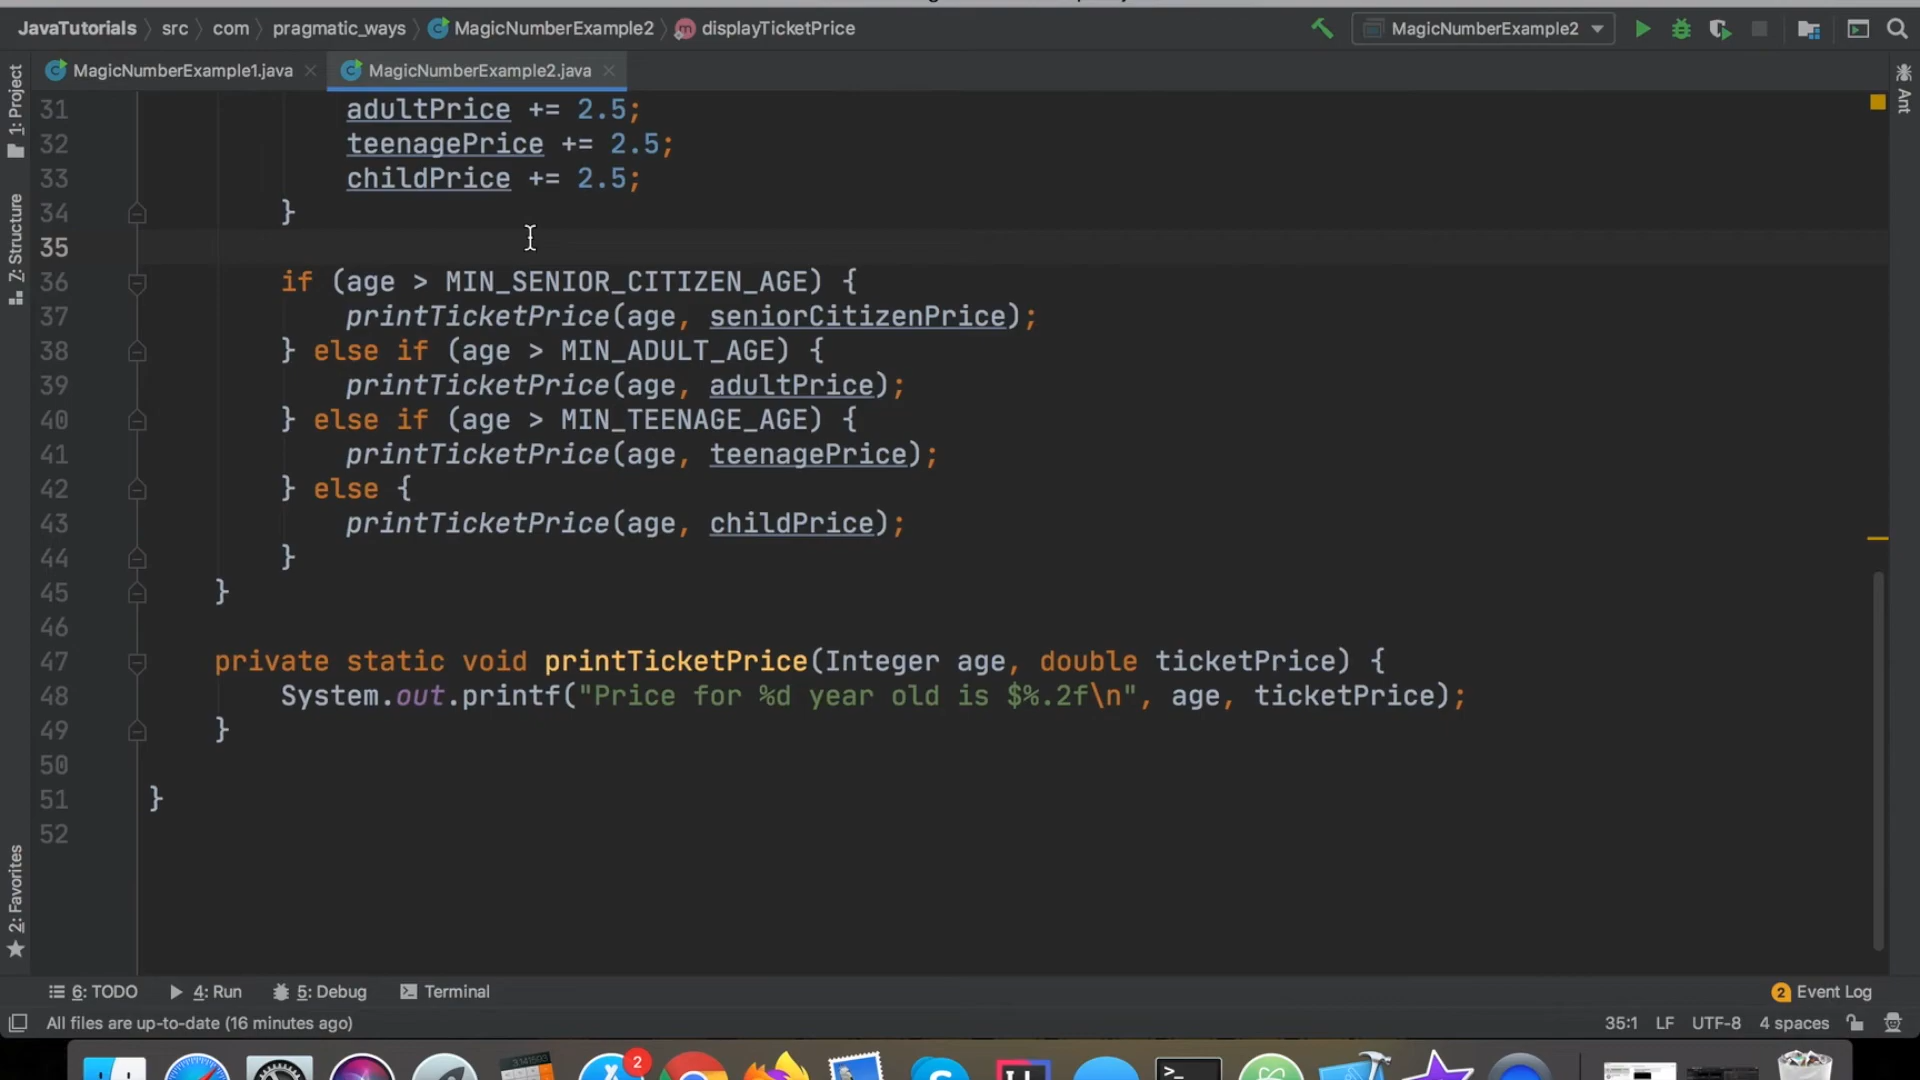 JavaTutorials src com pragmatic_ways MagicNumberExample2 displayTicketPrice MagicNumberExample2
MagicNumberExample1.java MagicNumberExample2.java
1: Project
7: Structure
2: Favorites
Ant
31 adultPrice += 2.5;
32 teenagePrice += 2.5;
33 childPrice += 2.5;
34 }
35
36 if (age > MIN_SENIOR_CITIZEN_AGE) {
37 printTicketPrice(age, seniorCitizenPrice);
38 } else if (age > MIN_ADULT_AGE) {
39 printTicketPrice(age, adultPrice);
40 } else if (age > MIN_TEENAGE_AGE) {
41 printTicketPrice(age, teenagePrice);
42 } else {
43 printTicketPrice(age, childPrice);
44 }
45 }
46
47 private static void printTicketPrice(Integer age, double ticketPrice) {
48 System.out.printf("Price for %d year old is $%.2f\n", age, ticketPrice);
49 }
50
51 }
52
6: TODO 4: Run 5: Debug Terminal 2 Event Log
All files are up-to-date (16 minutes ago) 35:1 LF UTF-8 4 spaces
2